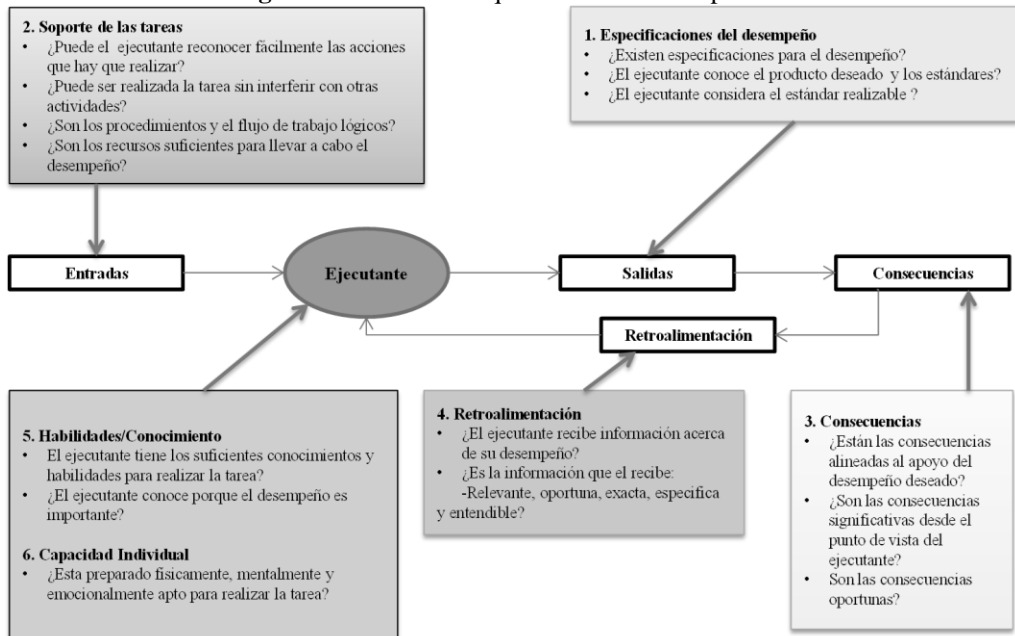 2. Soporte de las tareas
• ¿Puede el ejecutante reconocer fácilmente las acciones
que hay que realizar?
• ¿Puede ser realizada la tarea sin interferir con otras
actividades?
• ¿Son los procedimientos y el flujo de trabajo lógicos?
• ¿Son los recursos suficientes para llevar a cabo el
desempeño?
1. Especificaciones del desempeño
• ¿Existen especificaciones para el desempeño?
• ¿El ejecutante conoce el producto deseado y los estándares?
• ¿El ejecutante considera el estándar realizable ?
Entradas
Ejecutante
Salidas
Consecuencias
Retroalimentación
5. Habilidades/Conocimiento
• El ejecutante tiene los suficientes conocimientos y
habilidades para realizar la tarea?
• ¿El ejecutante conoce porque el desempeño es
importante?
6. Capacidad Individual
• ¿Esta preparado físicamente, mentalmente y
emocionalmente apto para realizar la tarea?
4. Retroalimentación
• ¿El ejecutante recibe información acerca
de su desempeño?
• ¿Es la información que el recibe:
-Relevante, oportuna, exacta, especifica
y entendible?
3. Consecuencias
• ¿Están las consecuencias
alineadas al apoyo del
desempeño deseado?
• ¿Son las consecuencias
significativas desde el
punto de vista del
ejecutante?
• Son las consecuencias
oportunas?